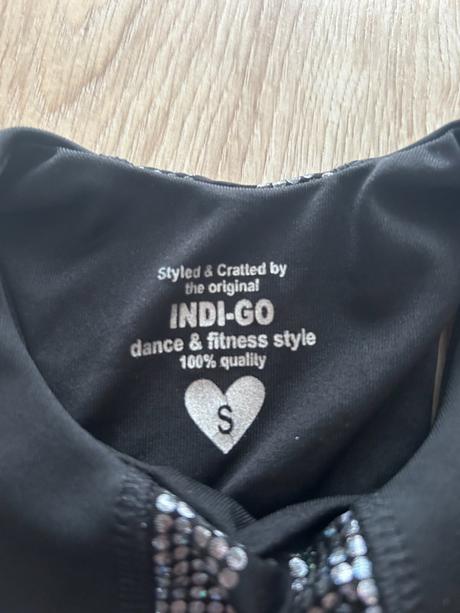 Styled & Crafted by
the original
INDI-GO
dance & fitness style
100% quality
S